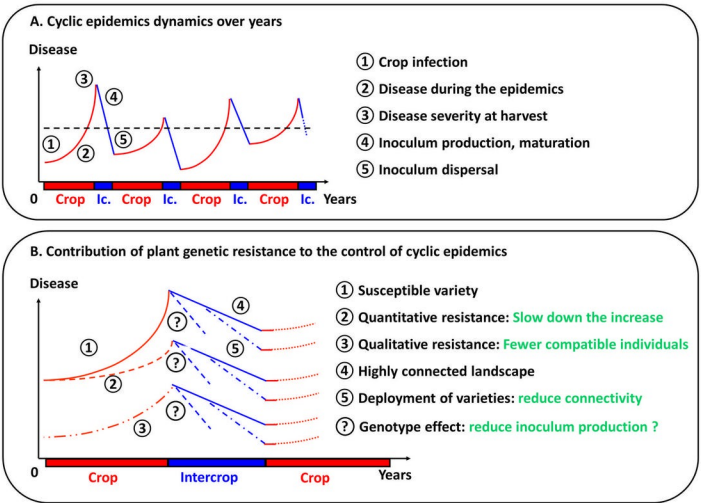 A. Cyclic epidemics dynamics over years
Disease
① Crop infection
② Disease during the epidemics
③ Disease severity at harvest
④ Inoculum production, maturation
⑤ Inoculum dispersal
③
④
①
②
⑤
0 Crop Ic. Crop Ic. Crop Ic. Crop Ic. Years
B. Contribution of plant genetic resistance to the control of cyclic epidemics
Disease
① Susceptible variety
② Quantitative resistance: Slow down the increase
③ Qualitative resistance: Fewer compatible individuals
④ Highly connected landscape
⑤ Deployment of varieties: reduce connectivity
? Genotype effect: reduce inoculum production ?
④
?
①
⑤
?
②
?
③
0 Crop Intercrop Crop Years